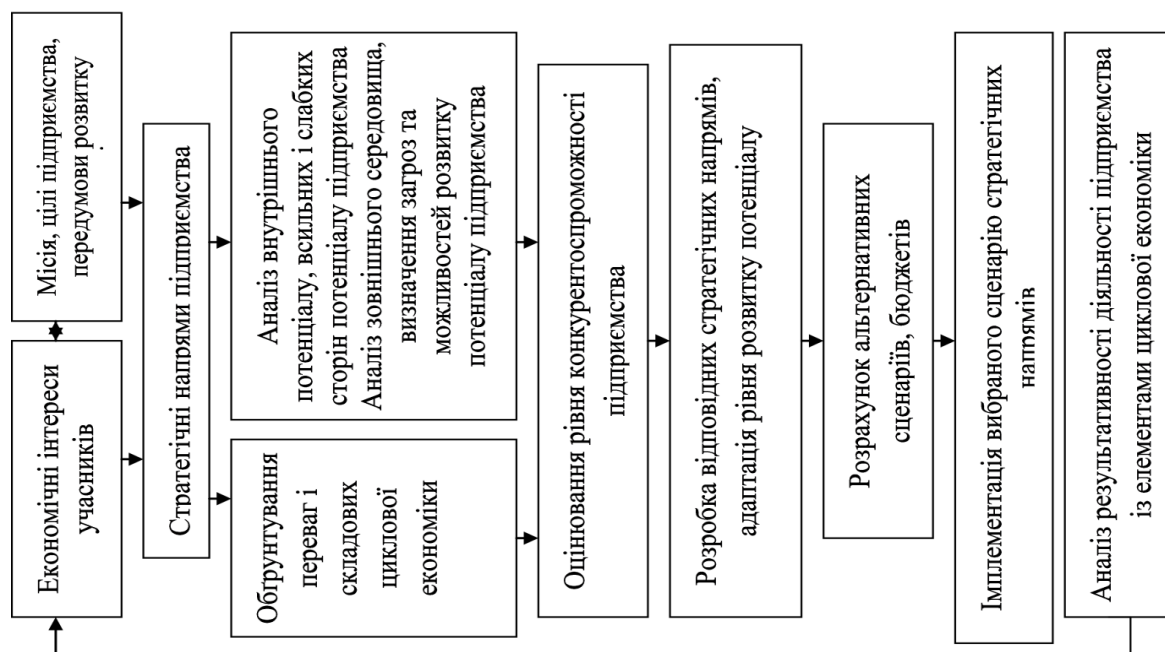 Економічні інтереси
учасників
Місія, цілі підприємства,
передумови розвитку
Стратегічні напрями підприємства
Обґрунтування
переваг і
складових
циклової
економіки
Аналіз внутрішнього
потенціалу, всильних і слабких
сторін потенціалу підприємства
Аналіз зовнішнього середовища,
визначення загроз та
можливостей розвитку
потенціалу підприємства
Оцінювання рівня конкурентоспроможності
підприємства
Розробка відповідних стратегічних напрямів,
адаптація рівня розвитку потенціалу
Розрахунок альтернативних
сценаріїв, бюджетів
Імплементація вибраного сценарію стратегічних
напрямів
Аналіз результативності діяльності підприємства
із елементами циклової економіки